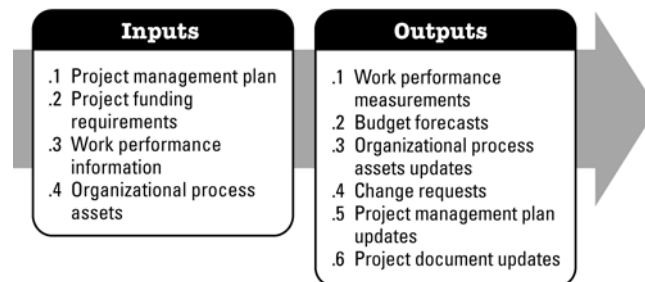 Inputs
.1 Project management plan
.2 Project funding
requirements
.3 Work performance
information
.4 Organizational process
assets
Outputs
.1 Work performance
measurements
.2 Budget forecasts
.3 Organizational process
assets updates
.4 Change requests
.5 Project management plan
updates
.6 Project document updates